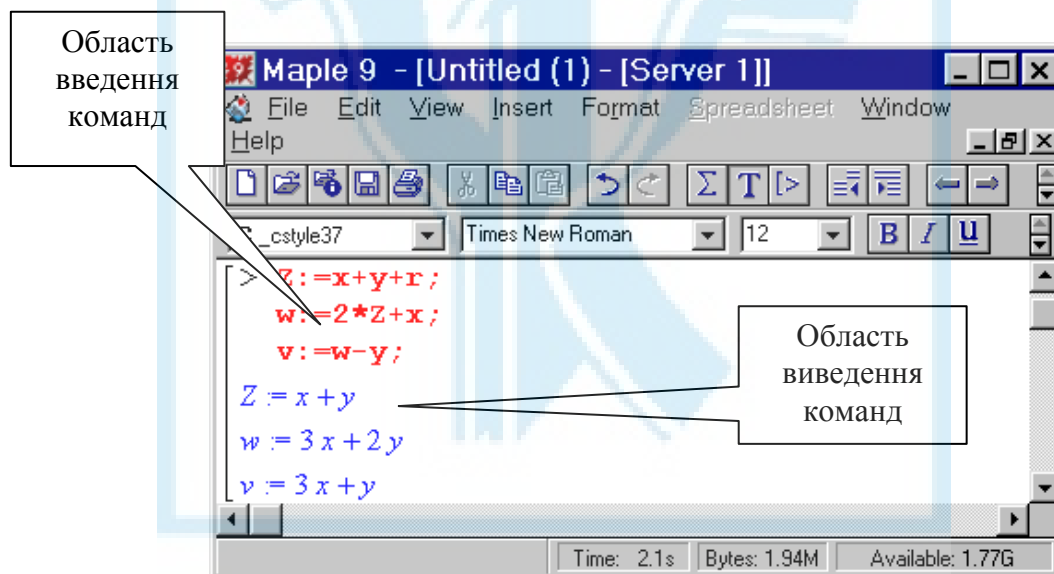 Область
введення
команд
Maple 9 - [Untitled (1) - [Server 1]]
File Edit View Insert Format Spreadsheet Window
Help
_cstyle37 Times New Roman 12 B I U
> Z:=x+y+r;
w:=2*Z+x;
v:=w-y;
Область
виведення
команд
Z := x + y
w := 3 x + 2 y
v := 3 x + y
Time: 2.1s Bytes: 1.94M Available: 1.77G